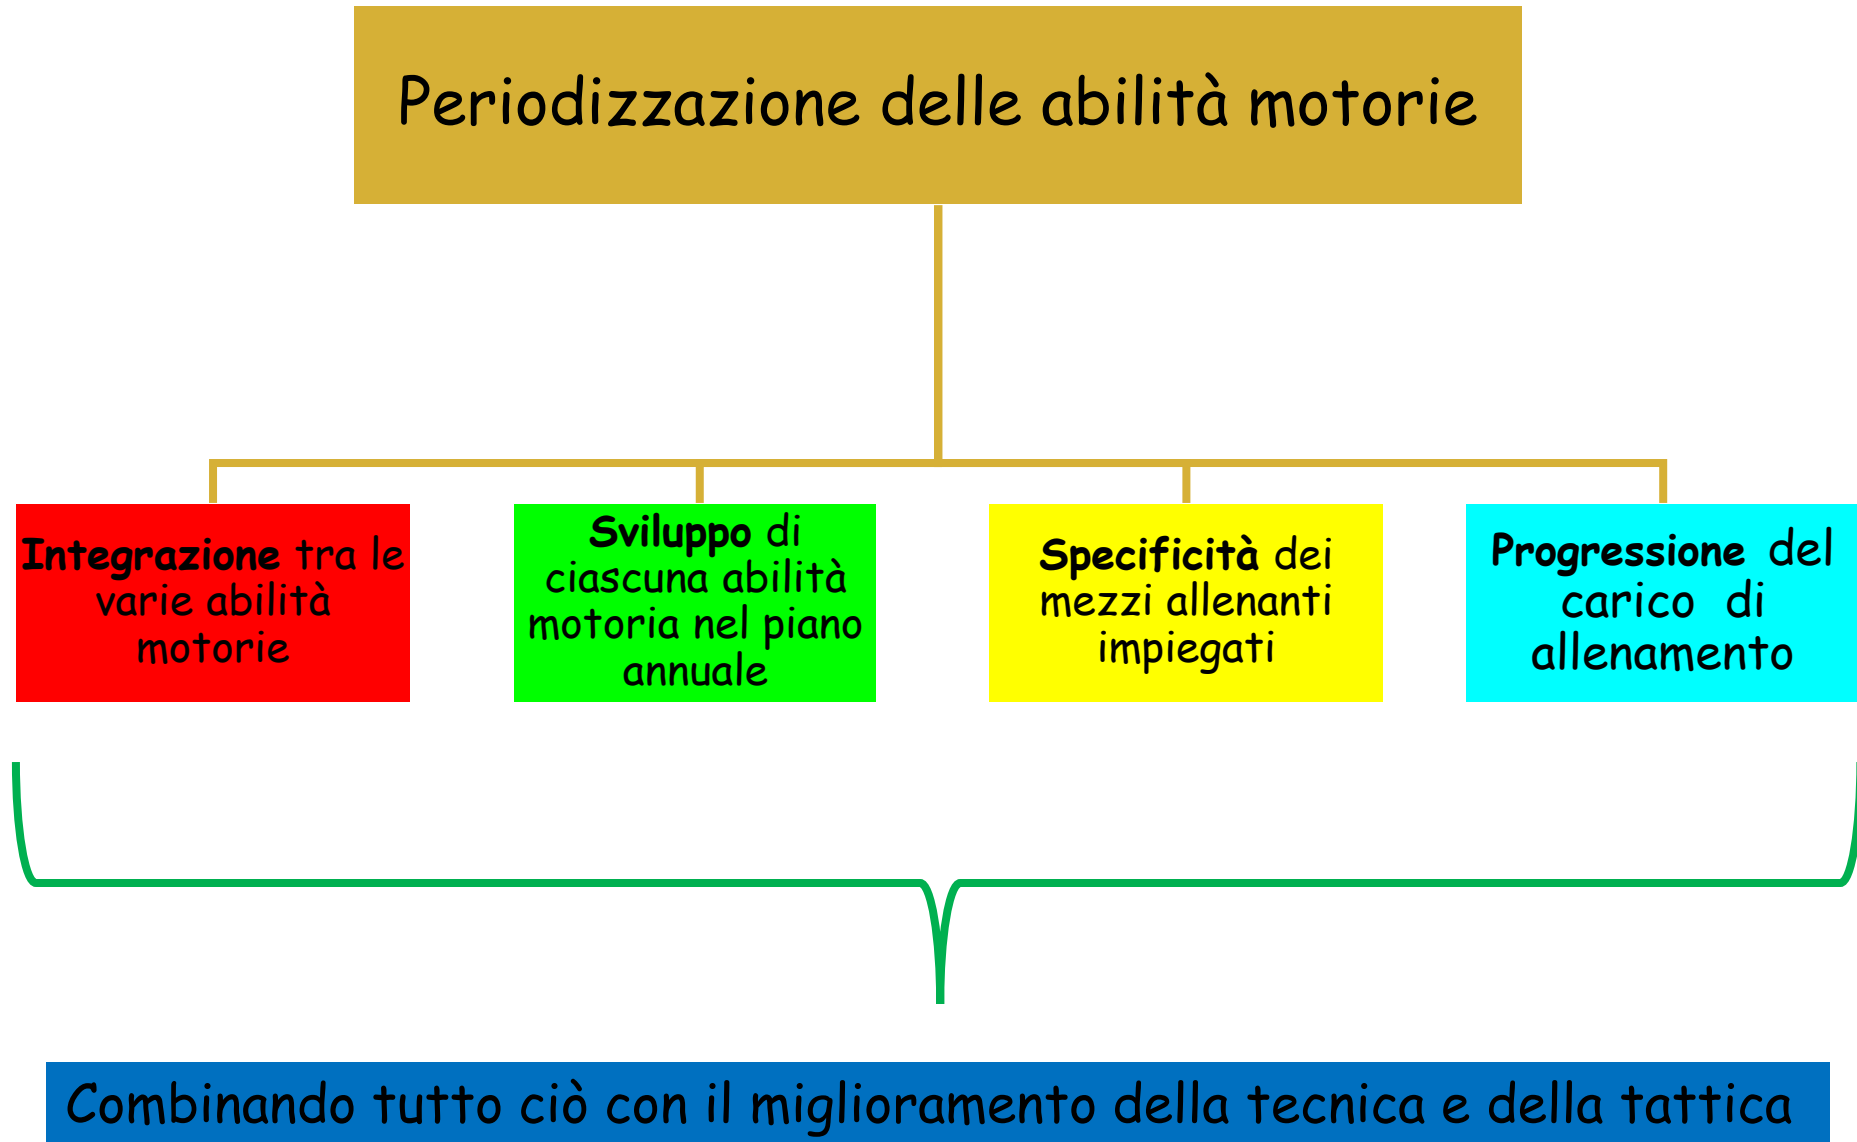 Periodizzazione delle abilità motorie
Integrazione tra le
varie abilità
motorie
Sviluppo di
ciascuna abilità
motoria nel piano
annuale
Specificità dei
mezzi allenanti
impiegati
Progressione del
carico di
allenamento
Combinando tutto ciò con il miglioramento della tecnica e della tattica